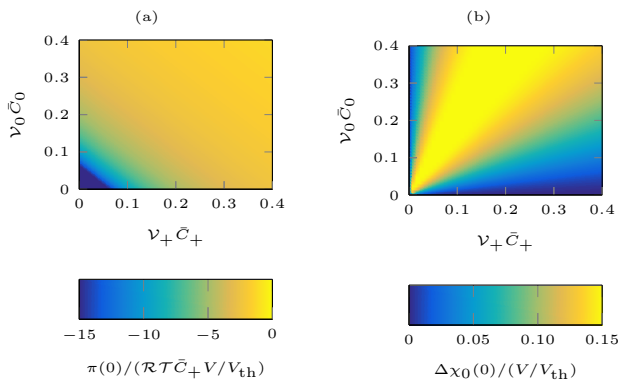 (a)
(b)
0.4
0.3
0.2
0.1
0
𝒱₀C̄₀
0 0.1 0.2 0.3 0.4
𝒱₊C̄₊
0.4
0.3
0.2
0.1
0
𝒱₀C̄₀
0 0.1 0.2 0.3 0.4
𝒱₊C̄₊
−15 −10 −5 0
π(0)/(ℛ𝒯C̄₊V/V_th)
0 0.05 0.10 0.15
Δχ₀(0)/(V/V_th)